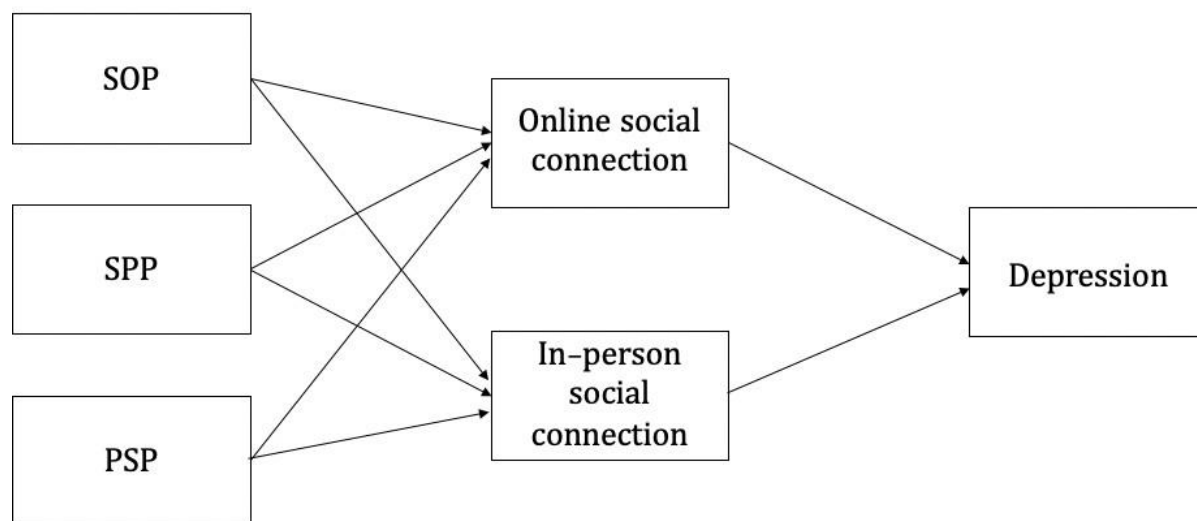 SOP
SPP
PSP
Online social
connection
In-person
social
connection
Depression